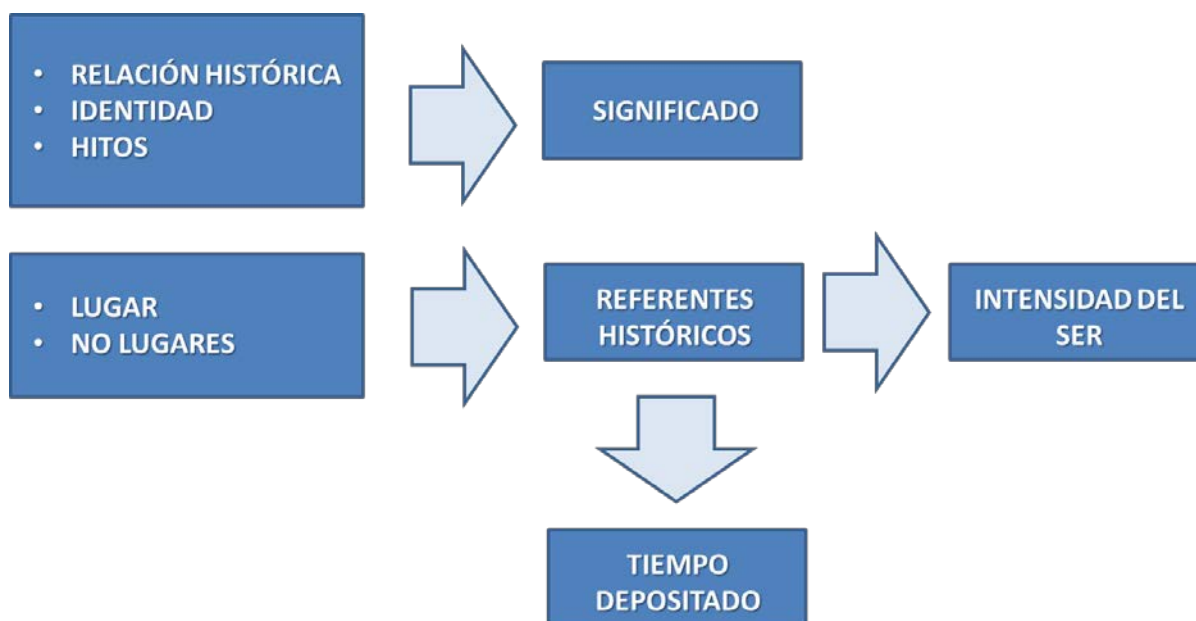 • RELACIÓN HISTÓRICA
• IDENTIDAD
• HITOS
SIGNIFICADO
• LUGAR
• NO LUGARES
REFERENTES
HISTÓRICOS
INTENSIDAD DEL
SER
TIEMPO
DEPOSITADO